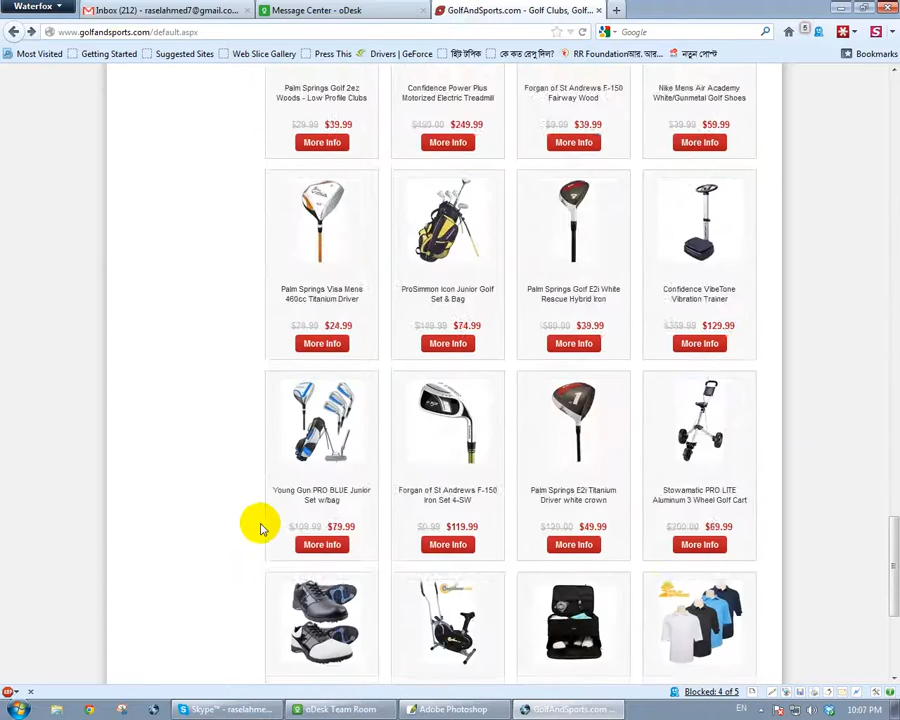 Waterfox
Inbox (212) - raselahmed7@gmail.co...
Message Center - oDesk
GolfAndSports.com - Golf Clubs, Golf...
www.golfandsports.com/default.aspx
Google
5
Most Visited
Getting Started
Suggested Sites
Web Slice Gallery
Press This
Drivers | GeForce
হিট টপিক
কে কত রেপু দিল?
RR Foundationআর. আর...
নতুন পোস্ট
Bookmarks
Palm Springs Golf 2ez
Woods - Low Profile Clubs
Confidence Power Plus
Motorized Electric Treadmill
Forgan of St Andrews F-150
Fairway Wood
Nike Mens Air Academy
White/Gunmetal Golf Shoes
$39.99
$249.99
$39.99
$59.99
More Info
More Info
More Info
More Info
Palm Springs Visa Mens
460cc Titanium Driver
ProSimmon Icon Junior Golf
Set & Bag
Palm Springs Golf E2i White
Rescue Hybrid Iron
Confidence VibeTone
Vibration Trainer
$24.99
$74.99
$39.99
$129.99
More Info
More Info
More Info
More Info
Young Gun PRO BLUE Junior
Set w/bag
Forgan of St Andrews F-150
Iron Set 4-SW
Palm Springs E2i Titanium
Driver white crown
Stowamatic PRO LITE
Aluminum 3 Wheel Golf Cart
$79.99
$119.99
$49.99
$69.99
More Info
More Info
More Info
More Info
Blocked: 4 of 5
Skype™ - raselahme...
oDesk Team Room
Adobe Photoshop
GolfAndSports.com ...
EN
10:07 PM